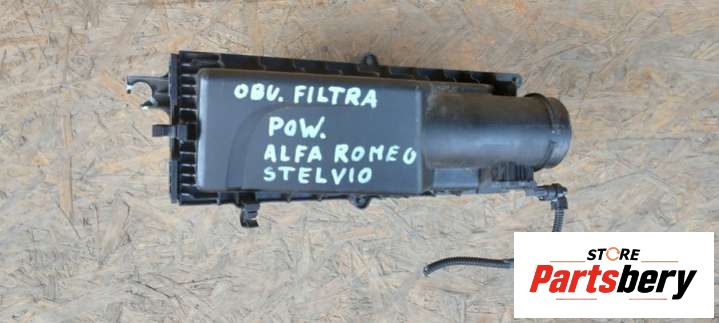 OBU. FILTRA
POW.
ALFA ROMEO
STELVIO
STORE
Partsbery